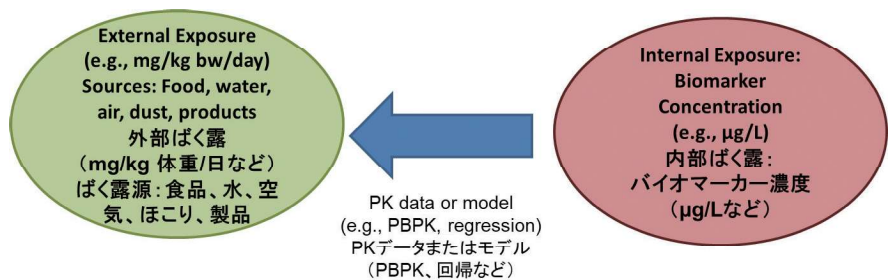 External Exposure
(e.g., mg/kg bw/day)
Sources: Food, water,
air, dust, products
外部ばく露
(mg/kg 体重/日など)
ばく露源:食品、水、空
気、ほこり、製品
PK data or model
(e.g., PBPK, regression)
PKデータまたはモデル
(PBPK、回帰など)
Internal Exposure:
Biomarker
Concentration
(e.g., µg/L)
内部ばく露:
バイオマーカー濃度
(µg/Lなど)